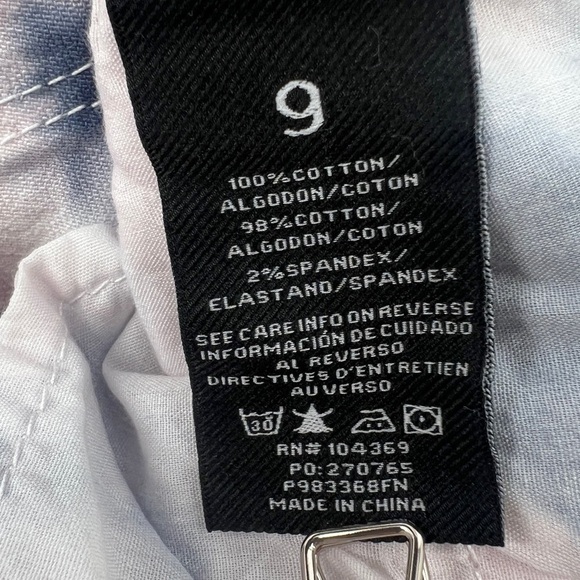 9
100%COTTON/
ALGODON/COTON
98%COTTON/
ALGODON/COTON
2%SPANDEX/
ELASTANO/SPANDEX
SEE CARE INFO ON REVERSE
INFORMACIÓN DE CUIDADO
AL REVERSO
DIRECTIVES D'ENTRETIEN
AU VERSO
30
RN# 104369
PO:270765
P983368FN
MADE IN CHINA